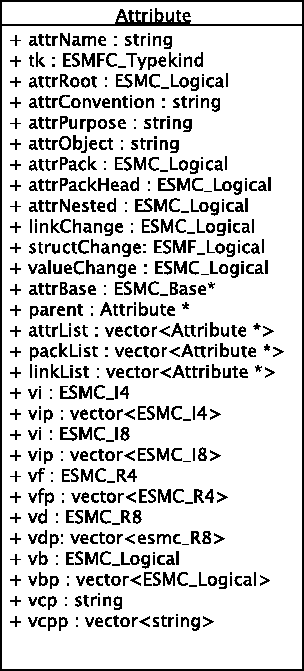 Attribute
+ attrName : string
+ tk : ESMFC_Typekind
+ attrRoot : ESMC_Logical
+ attrConvention : string
+ attrPurpose : string
+ attrObject : string
+ attrPack : ESMC_Logical
+ attrPackHead : ESMC_Logical
+ attrNested : ESMC_Logical
+ linkChange : ESMC_Logical
+ structChange: ESMF_Logical
+ valueChange : ESMC_Logical
+ attrBase : ESMC_Base*
+ parent : Attribute *
+ attrList : vector<Attribute *>
+ packList : vector<Attribute *>
+ linkList : vector<Attribute *>
+ vi : ESMC_I4
+ vip : vector<ESMC_I4>
+ vi : ESMC_I8
+ vip : vector<ESMC_I8>
+ vf : ESMC_R4
+ vfp : vector<ESMC_R4>
+ vd : ESMC_R8
+ vdp: vector<esmc_R8>
+ vb : ESMC_Logical
+ vbp : vector<ESMC_Logical>
+ vcp : string
+ vcpp : vector<string>